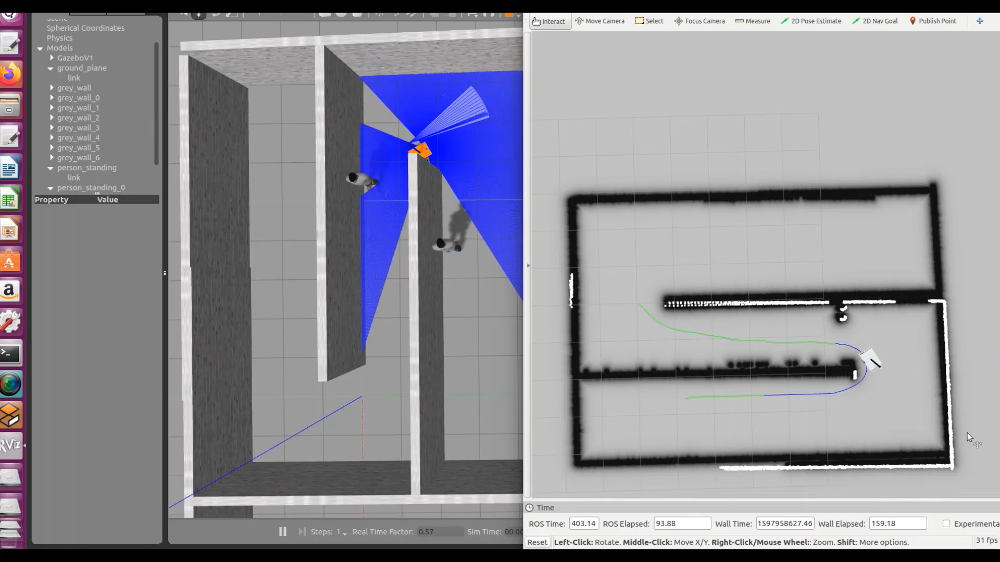 Scene
Spherical Coordinates
Physics
Models
GazeboV1
ground_plane
link
grey_wall
grey_wall_0
grey_wall_1
grey_wall_2
grey_wall_3
grey_wall_4
grey_wall_5
grey_wall_6
person_standing
link
person_standing_0
Property Value
Steps: 1 Real Time Factor: 0.57 Sim Time: 00 00
Interact Move Camera Select Focus Camera Measure 2D Pose Estimate 2D Nav Goal Publish Point
Time
ROS Time: 403.14 ROS Elapsed: 93.88 Wall Time: 1597958627.46 Wall Elapsed: 159.18 Experimenta
Reset Left-Click: Rotate. Middle-Click: Move X/Y. Right-Click/Mouse Wheel:: Zoom. Shift: More options. 31 fps
RViz
a